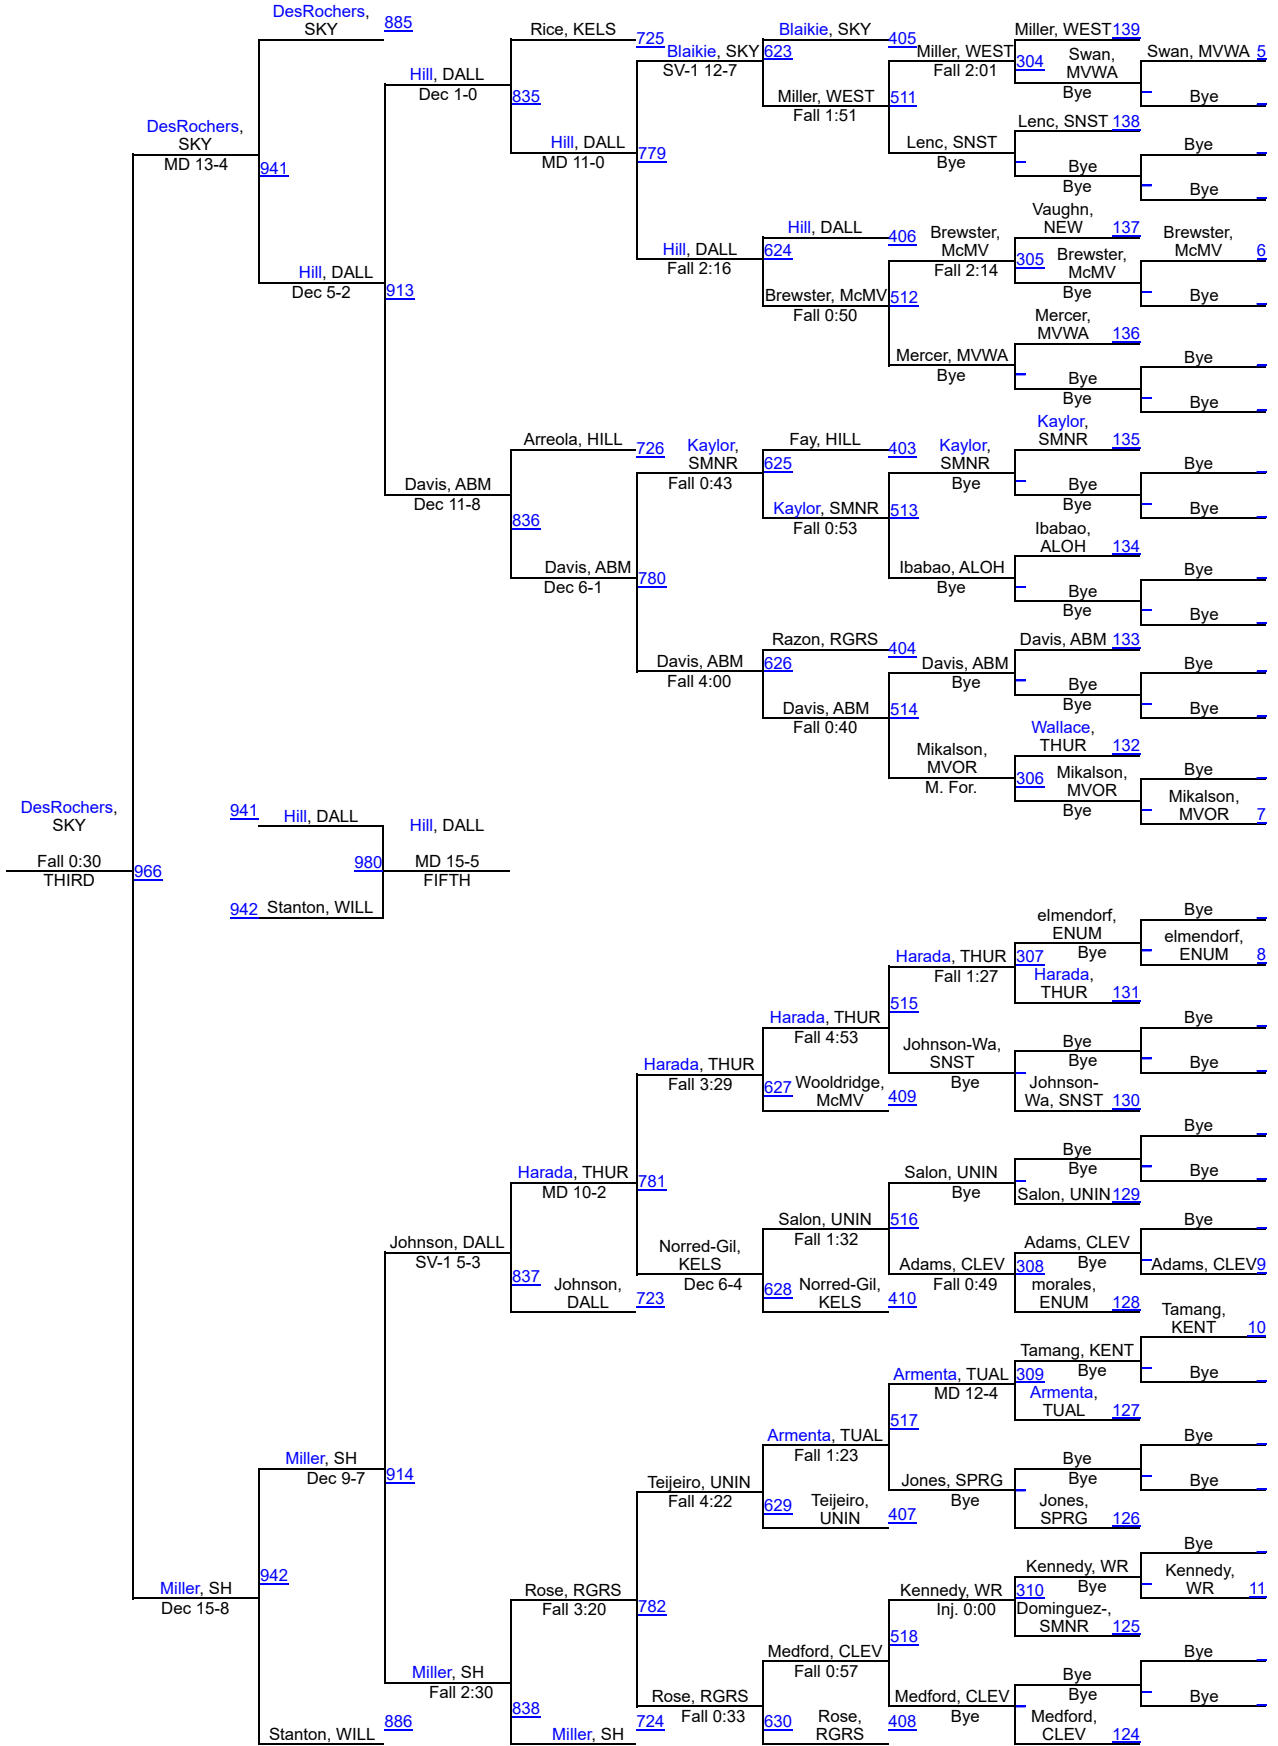 DesRochers,
SKY
885
Rice, KELS
725
Blaikie, SKY
405
Miller, WEST
139
Blaikie, SKY
623
SV-1 12-7
Miller, WEST
304
Fall 2:01
Swan,
MVWA
Swan, MVWA
5
Hill, DALL
Dec 1-0
835
Miller, WEST
511
Fall 1:51
Bye
Bye
Lenc, SNST
138
DesRochers,
SKY
MD 13-4
941
Hill, DALL
MD 11-0
779
Lenc, SNST
Bye
Bye
Bye
Bye
Bye
Vaughn,
NEW
137
Hill, DALL
406
Brewster,
McMV
Fall 2:14
305
Brewster,
McMV
Bye
Brewster,
McMV
6
Hill, DALL
Fall 2:16
624
Hill, DALL
Dec 5-2
913
Brewster, McMV
Fall 0:50
512
Bye
Mercer,
MVWA
136
Mercer, MVWA
Bye
Bye
Bye
Bye
Bye
Kaylor,
SMNR
135
Arreola, HILL
726
Kaylor,
SMNR
Fall 0:43
625
Fay, HILL
403
Kaylor,
SMNR
Bye
Bye
Bye
Bye
Bye
Davis, ABM
Dec 11-8
836
Kaylor, SMNR
Fall 0:53
513
Ibabao,
ALOH
134
Davis, ABM
Dec 6-1
780
Ibabao, ALOH
Bye
Bye
Bye
Bye
Bye
Razon, RGRS
404
Davis, ABM
133
Davis, ABM
Fall 4:00
626
Davis, ABM
Bye
Bye
Bye
Bye
Bye
Davis, ABM
Fall 0:40
514
Wallace,
THUR
132
Mikalson,
MVOR
M. For.
306
Mikalson,
MVOR
Bye
Bye
Mikalson,
MVOR
7
DesRochers,
SKY
Fall 0:30
THIRD
966
941
Hill, DALL
Hill, DALL
980
MD 15-5
FIFTH
942
Stanton, WILL
elmendorf,
ENUM
Bye
Bye
elmendorf,
ENUM
8
Harada, THUR
Fall 1:27
307
Harada,
THUR
131
515
Harada, THUR
Fall 4:53
Bye
Bye
Bye
Bye
Johnson-Wa,
SNST
Bye
Harada, THUR
Fall 3:29
627
Wooldridge,
McMV
409
Johnson-
Wa, SNST
130
Bye
Bye
Bye
Bye
Harada, THUR
MD 10-2
781
Salon, UNIN
Bye
Salon, UNIN
129
Salon, UNIN
Fall 1:32
516
Bye
Johnson, DALL
SV-1 5-3
837
Norred-Gil,
KELS
Dec 6-4
Adams, CLEV
Fall 0:49
Adams, CLEV
Bye
308
Adams, CLEV
9
Johnson,
DALL
723
628
Norred-Gil,
KELS
410
morales,
ENUM
128
Tamang,
KENT
10
Tamang, KENT
Bye
Bye
Armenta, TUAL
MD 12-4
309
Armenta,
TUAL
127
517
Armenta, TUAL
Fall 1:23
Bye
Bye
Bye
Bye
Miller, SH
Dec 9-7
914
Teijeiro, UNIN
Fall 4:22
Jones, SPRG
Bye
629
Teijeiro,
UNIN
407
Jones,
SPRG
126
Bye
942
Miller, SH
Dec 15-8
Rose, RGRS
Fall 3:20
782
Kennedy, WR
Inj. 0:00
Kennedy, WR
Bye
310
Kennedy,
WR
11
Dominguez-,
SMNR
125
518
Medford, CLEV
Fall 0:57
Bye
Bye
Bye
Bye
Miller, SH
Fall 2:30
838
Rose, RGRS
Fall 0:33
Medford, CLEV
Bye
Stanton, WILL
886
Miller, SH
724
630
Rose,
RGRS
408
Medford,
CLEV
124